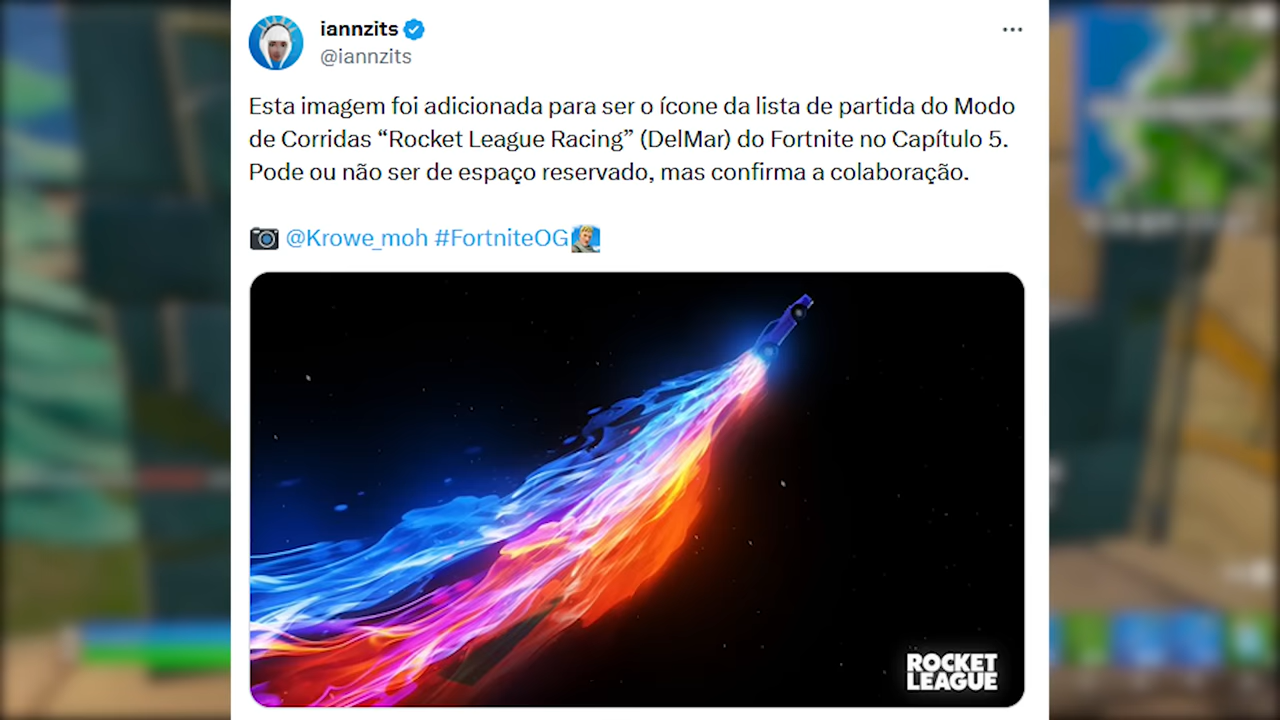 iannzits
@iannzits
Esta imagem foi adicionada para ser o ícone da lista de partida do Modo
de Corridas “Rocket League Racing” (DelMar) do Fortnite no Capítulo 5.
Pode ou não ser de espaço reservado, mas confirma a colaboração.
@Krowe_moh #FortniteOG
ROCKET
LEAGUE